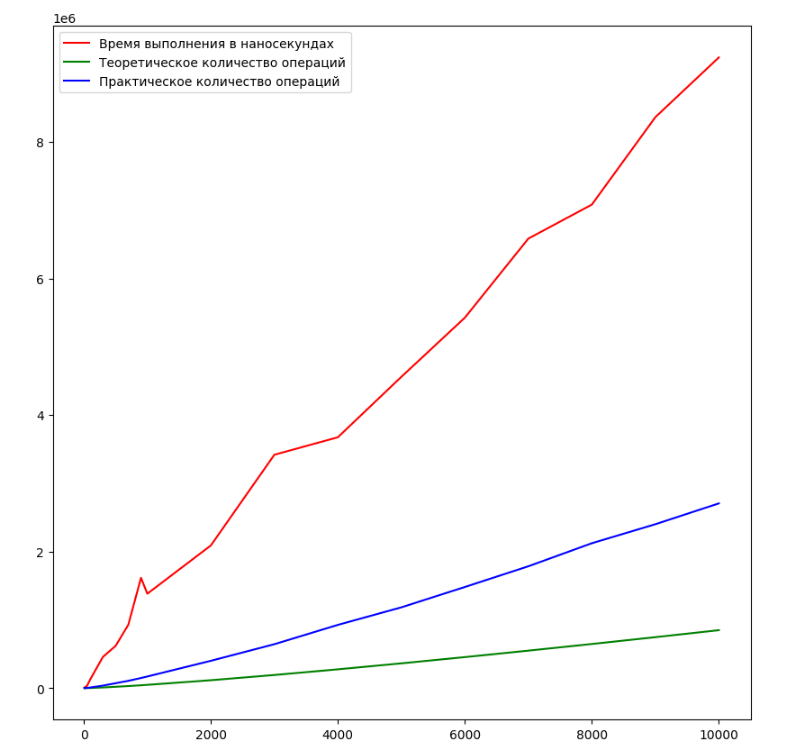 1e6
Время выполнения в наносекундах
Теоретическое количество операций
Практическое количество операций
8
6
4
2
0
0 2000 4000 6000 8000 10000